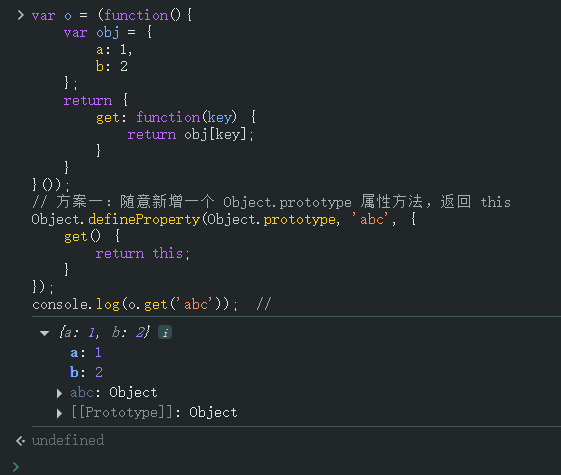 var o = (function(){
    var obj = {
        a: 1,
        b: 2
    };
    return {
        get: function(key) {
            return obj[key];
        }
    }
}());
// 方案一：随意新增一个 Object.prototype 属性方法，返回 this
Object.defineProperty(Object.prototype, 'abc', {
    get() {
        return this;
    }
});
console.log(o.get('abc'));  //
{a: 1, b: 2} i
a: 1
b: 2
abc: Object
[[Prototype]]: Object
undefined